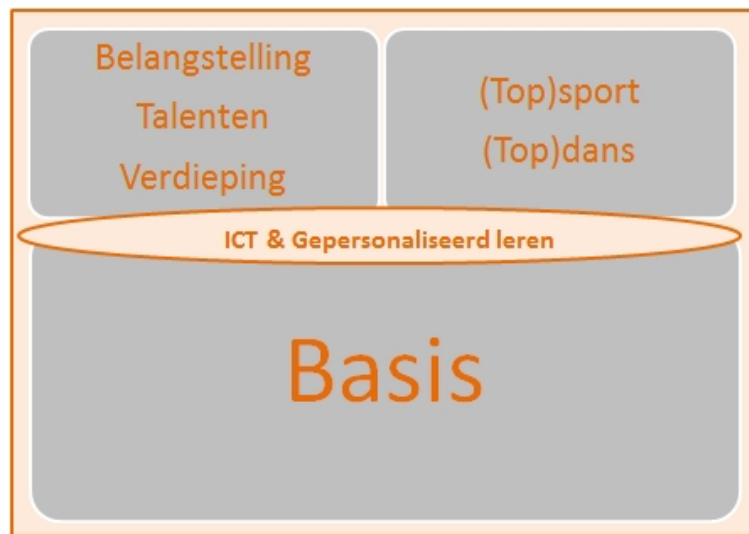 Belangstelling
Talenten
Verdieping
(Top)sport
(Top)dans
ICT & Gepersonaliseerd leren
Basis